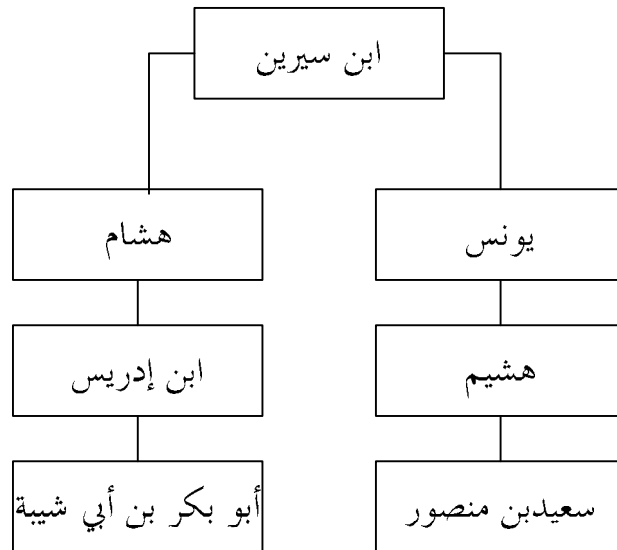 ابن سيرين
يونس
هشام
هشيم
ابن إدريس
سعيدبن منصور
أبو بكر بن أبي شيبة